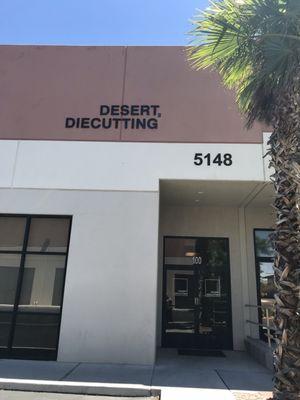 DESERT
DIECUTTING
5148
100